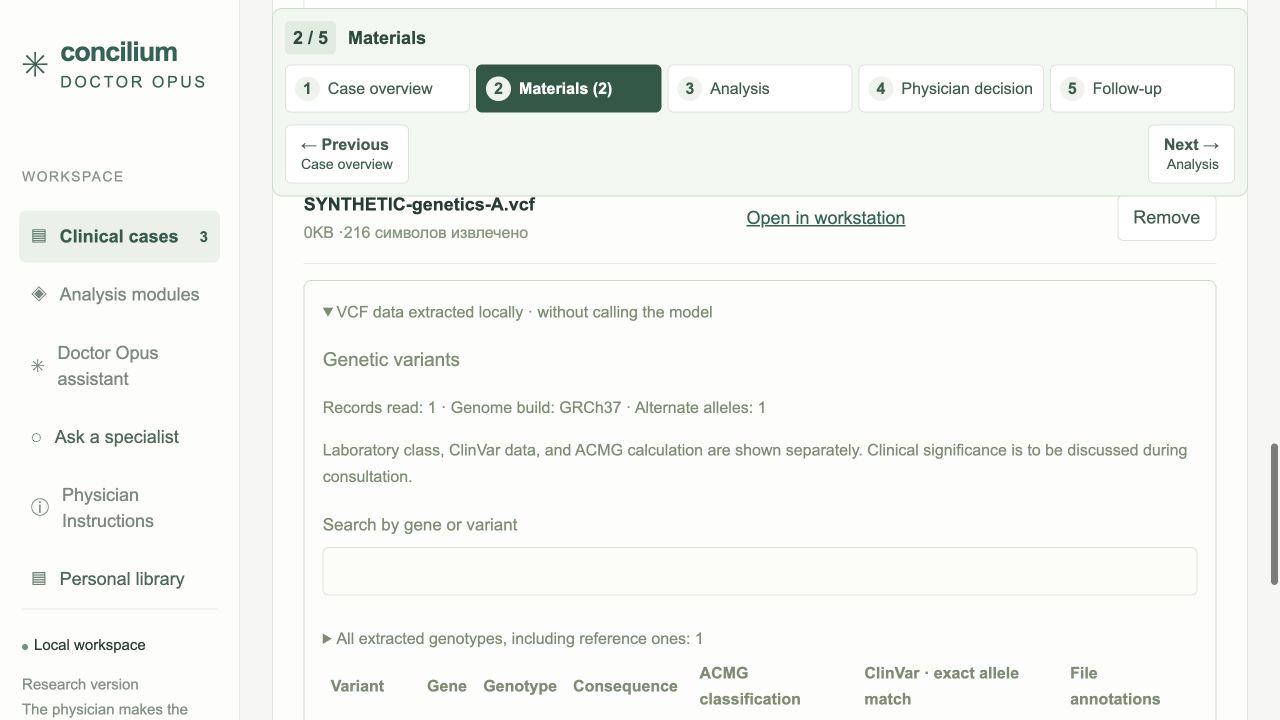 concilium
DOCTOR OPUS
WORKSPACE
Clinical cases 3
Analysis modules
Doctor Opus
assistant
Ask a specialist
Physician
Instructions
Personal library
Local workspace
Research version
The physician makes the
2 / 5 Materials
1 Case overview
2 Materials (2)
3 Analysis
4 Physician decision
5 Follow-up
← Previous
Case overview
Next →
Analysis
SYNTHETIC-genetics-A.vcf
0KB ·216 символов извлечено
Open in workstation
Remove
▼ VCF data extracted locally · without calling the model
Genetic variants
Records read: 1 · Genome build: GRCh37 · Alternate alleles: 1
Laboratory class, ClinVar data, and ACMG calculation are shown separately. Clinical significance is to be discussed during
consultation.
Search by gene or variant
▶ All extracted genotypes, including reference ones: 1
Variant
Gene
Genotype
Consequence
ACMG
classification
ClinVar · exact allele
match
File
annotations